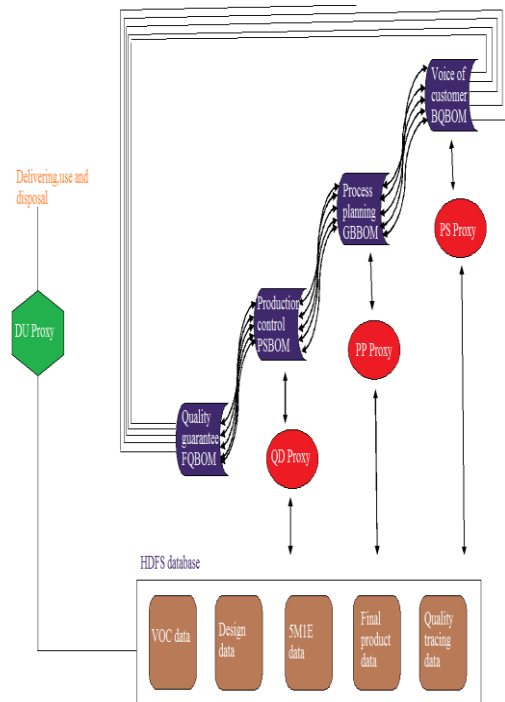 Voice of
customer
BQBOM
Delivering,use and
disposal
Process
planning
GBBOM
PS Proxy
Production
control
PSBOM
DU Proxy
PP Proxy
Quality
guarantee
FQBOM
QD Proxy
HDFS database
VOC data
Design
data
5M1E
data
Final
product
data
Quality
tracing
data